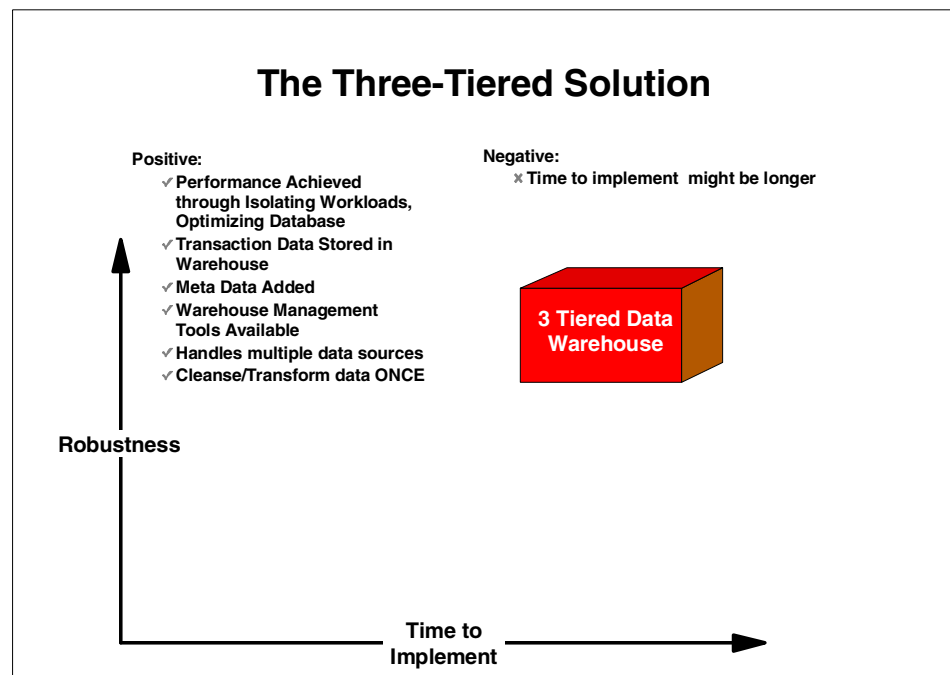 The Three-Tiered Solution
Positive:
Performance Achieved
through Isolating Workloads,
Optimizing Database
Transaction Data Stored in
Warehouse
Meta Data Added
Warehouse Management
Tools Available
Handles multiple data sources
Cleanse/Transform data ONCE
Negative:
Time to implement might be longer
3 Tiered Data
Warehouse
Robustness
Time to
Implement